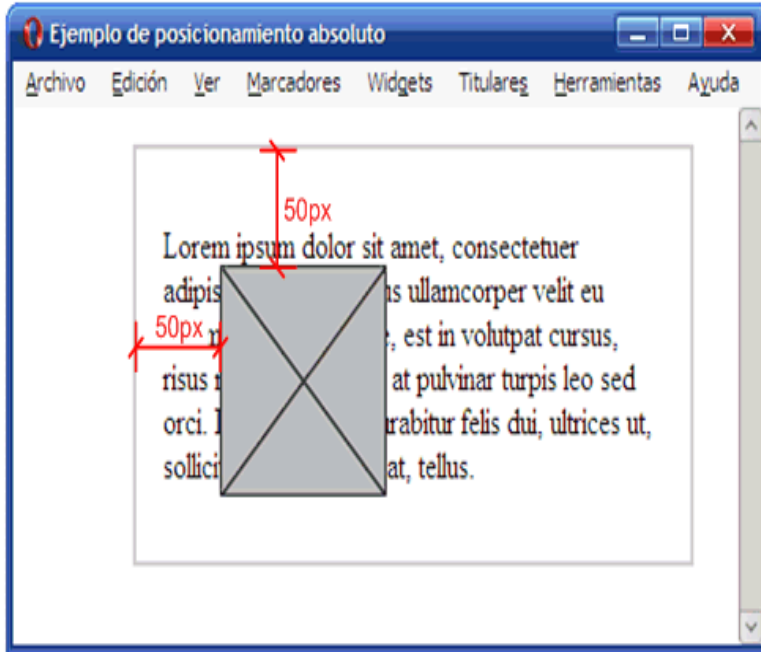 Ejemplo de posicionamiento absoluto
Archivo Edición Ver Marcadores Widgets Titulares Herramientas Ayuda
50px
Lorem ipsum dolor sit amet, consectetuer
adipis s ullamcorper velit eu
50px , est in volutpat cursus,
risus at pulvinar turpis leo sed
orci. rabitur felis dui, ultrices ut,
sollicit at, tellus.